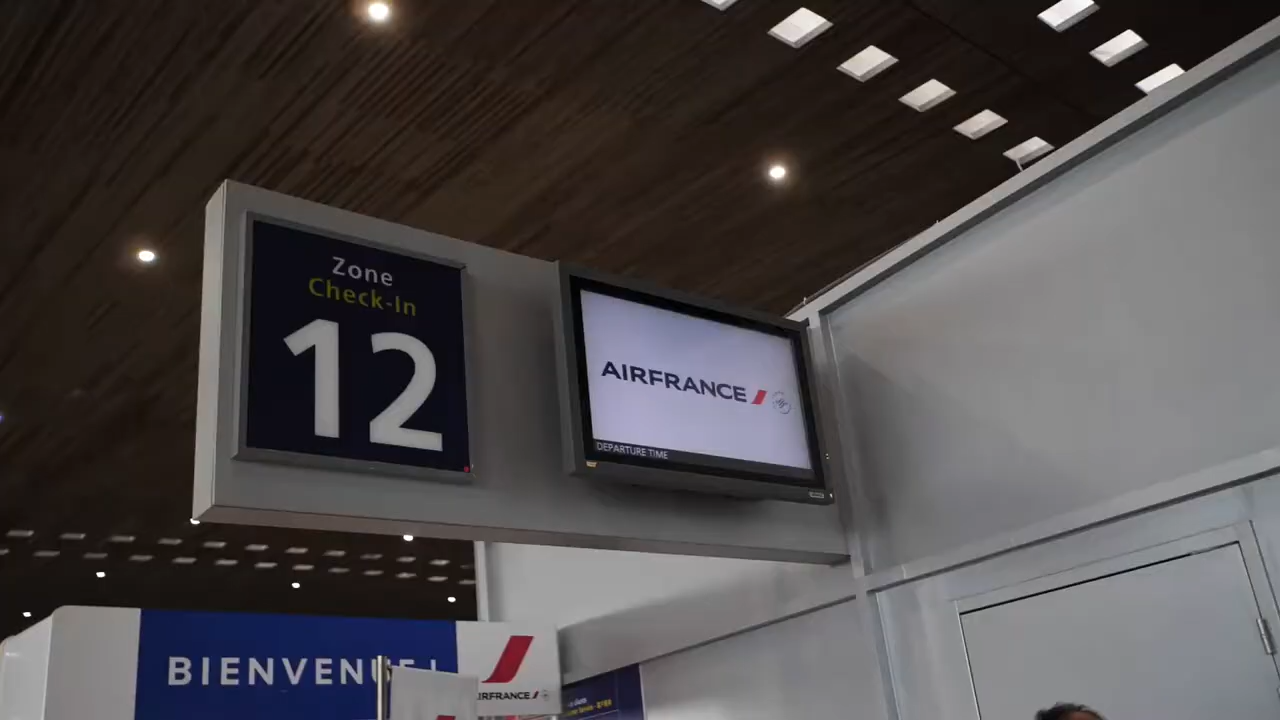 Zone
Check-In
12
AIRFRANCE
DEPARTURE TIME
BIENVENUE !
AIRFRANCE